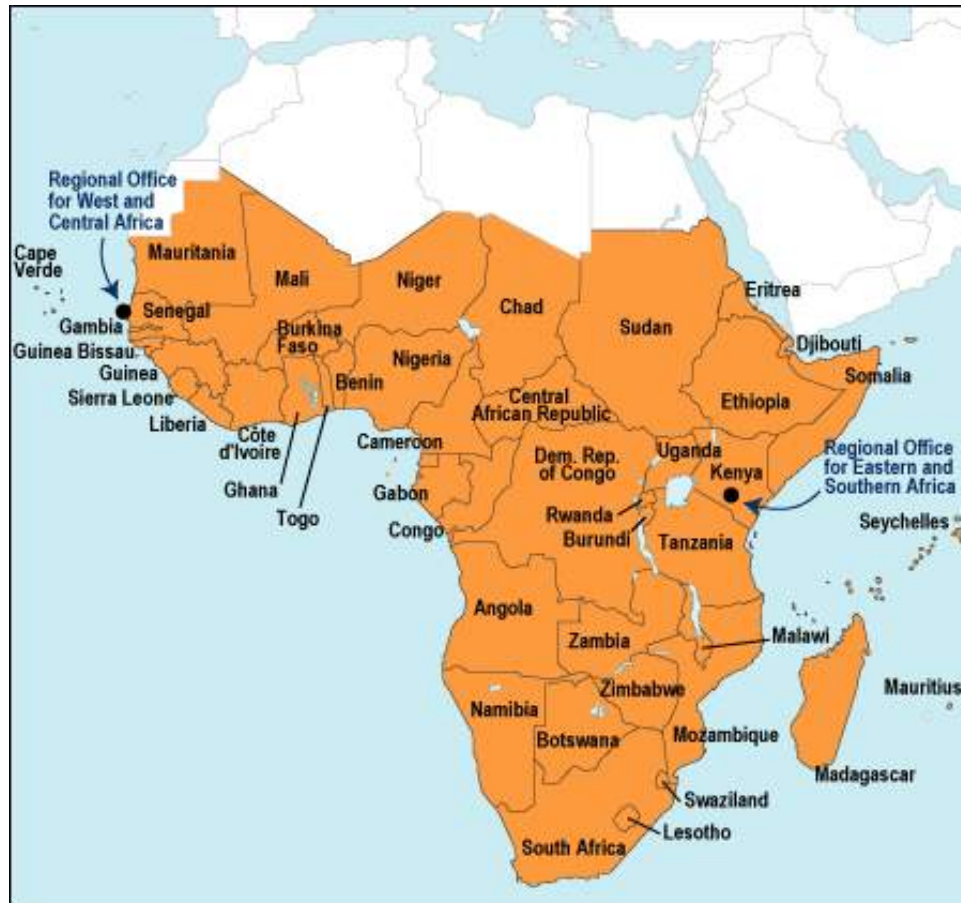 Regional Office
for West and
Central Africa
Cape
Verde
Mauritania
Mali
Niger
Chad
Sudan
Eritrea
Senegal
Gambia
Burkina
Faso
Nigeria
Djibouti
Guinea Bissau
Guinea
Benin
Somalia
Sierra Leone
Central
African Republic
Ethiopia
Liberia
Côte
d'Ivoire
Cameroon
Uganda
Dem. Rep.
of Congo
Kenya
Regional Office
for Eastern and
Southern Africa
Ghana
Gabon
Togo
Congo
Rwanda
Burundi
Tanzania
Seychelles
Angola
Zambia
Malawi
Zimbabwe
Mauritius
Namibia
Botswana
Mozambique
Madagascar
Swaziland
Lesotho
South Africa